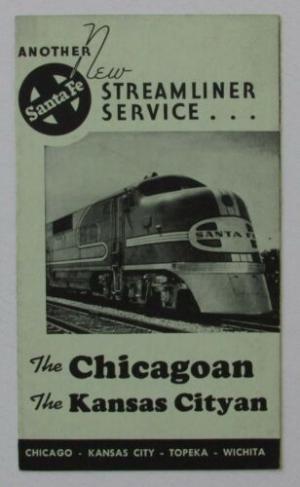 ANOTHER New
Santa Fe
STREAMLINER
SERVICE...
SANTA FE
The Chicagoan
The Kansas Cityan
CHICAGO - KANSAS CITY - TOPEKA - WICHITA